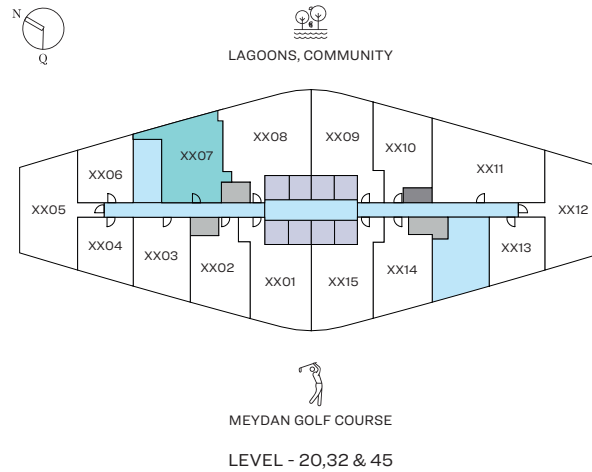 N
Q
LAGOONS, COMMUNITY
XX08
XX09
XX07
XX10
XX06
XX11
XX05
XX12
XX04
XX03
XX02
XX01
XX15
XX14
XX13
MEYDAN GOLF COURSE
LEVEL - 20,32 & 45